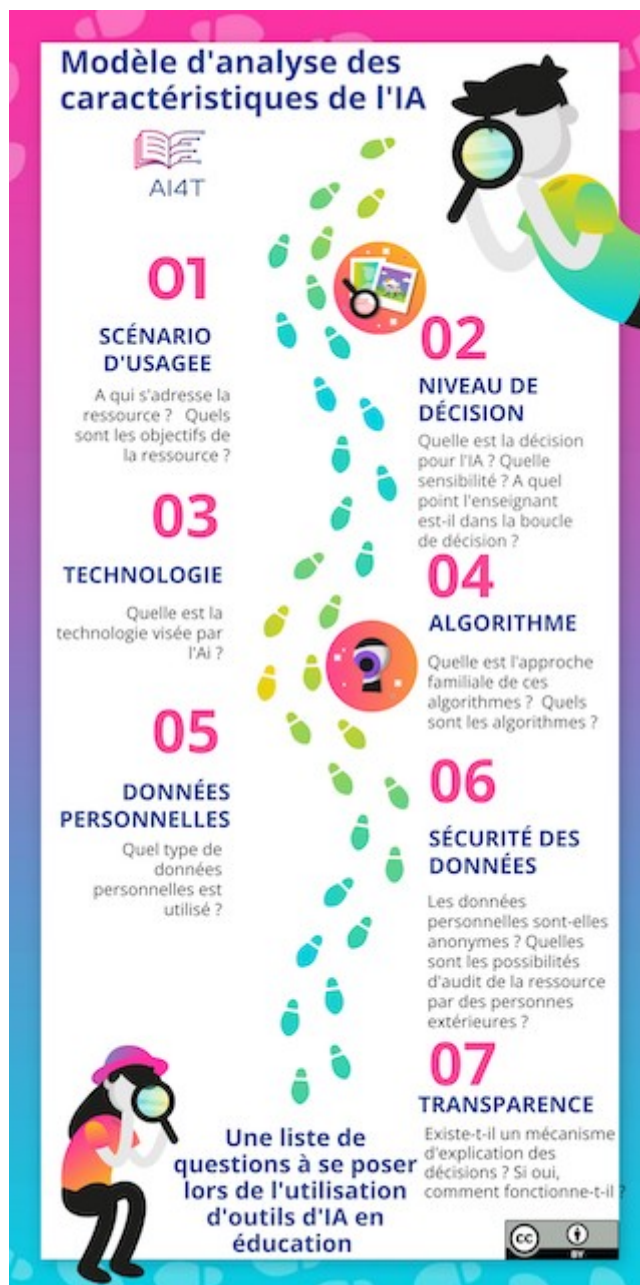 Modèle d'analyse des
caractéristiques de l'IA
AI4T
01
SCÉNARIO
D'USAGEE
A qui s'adresse la
ressource ? Quels
sont les objectifs de
la ressource ?
02
NIVEAU DE
DÉCISION
Quelle est la décision
pour l'IA ? Quelle
sensibilité ? A quel
point l'enseignant
est-il dans la boucle
de décision ?
03
TECHNOLOGIE
Quelle est la
technologie visée par
l'Ai ?
04
ALGORITHME
Quelle est l'approche
familiale de ces
algorithmes ? Quels
sont les algorithmes ?
05
DONNÉES
PERSONNELLES
Quel type de
données
personnelles est
utilisé ?
06
SÉCURITÉ DES
DONNÉES
Les données
personnelles sont-elles
anonymes ? Quelles
sont les possibilités
d'audit de la ressource
par des personnes
extérieures ?
07
TRANSPARENCE
Existe-t-il un mécanisme
d'explication des
décisions ? Si oui,
comment fonctionne-t-il ?
Une liste de
questions à se poser
lors de l'utilisation
d'outils d'IA en
éducation
cc
BY